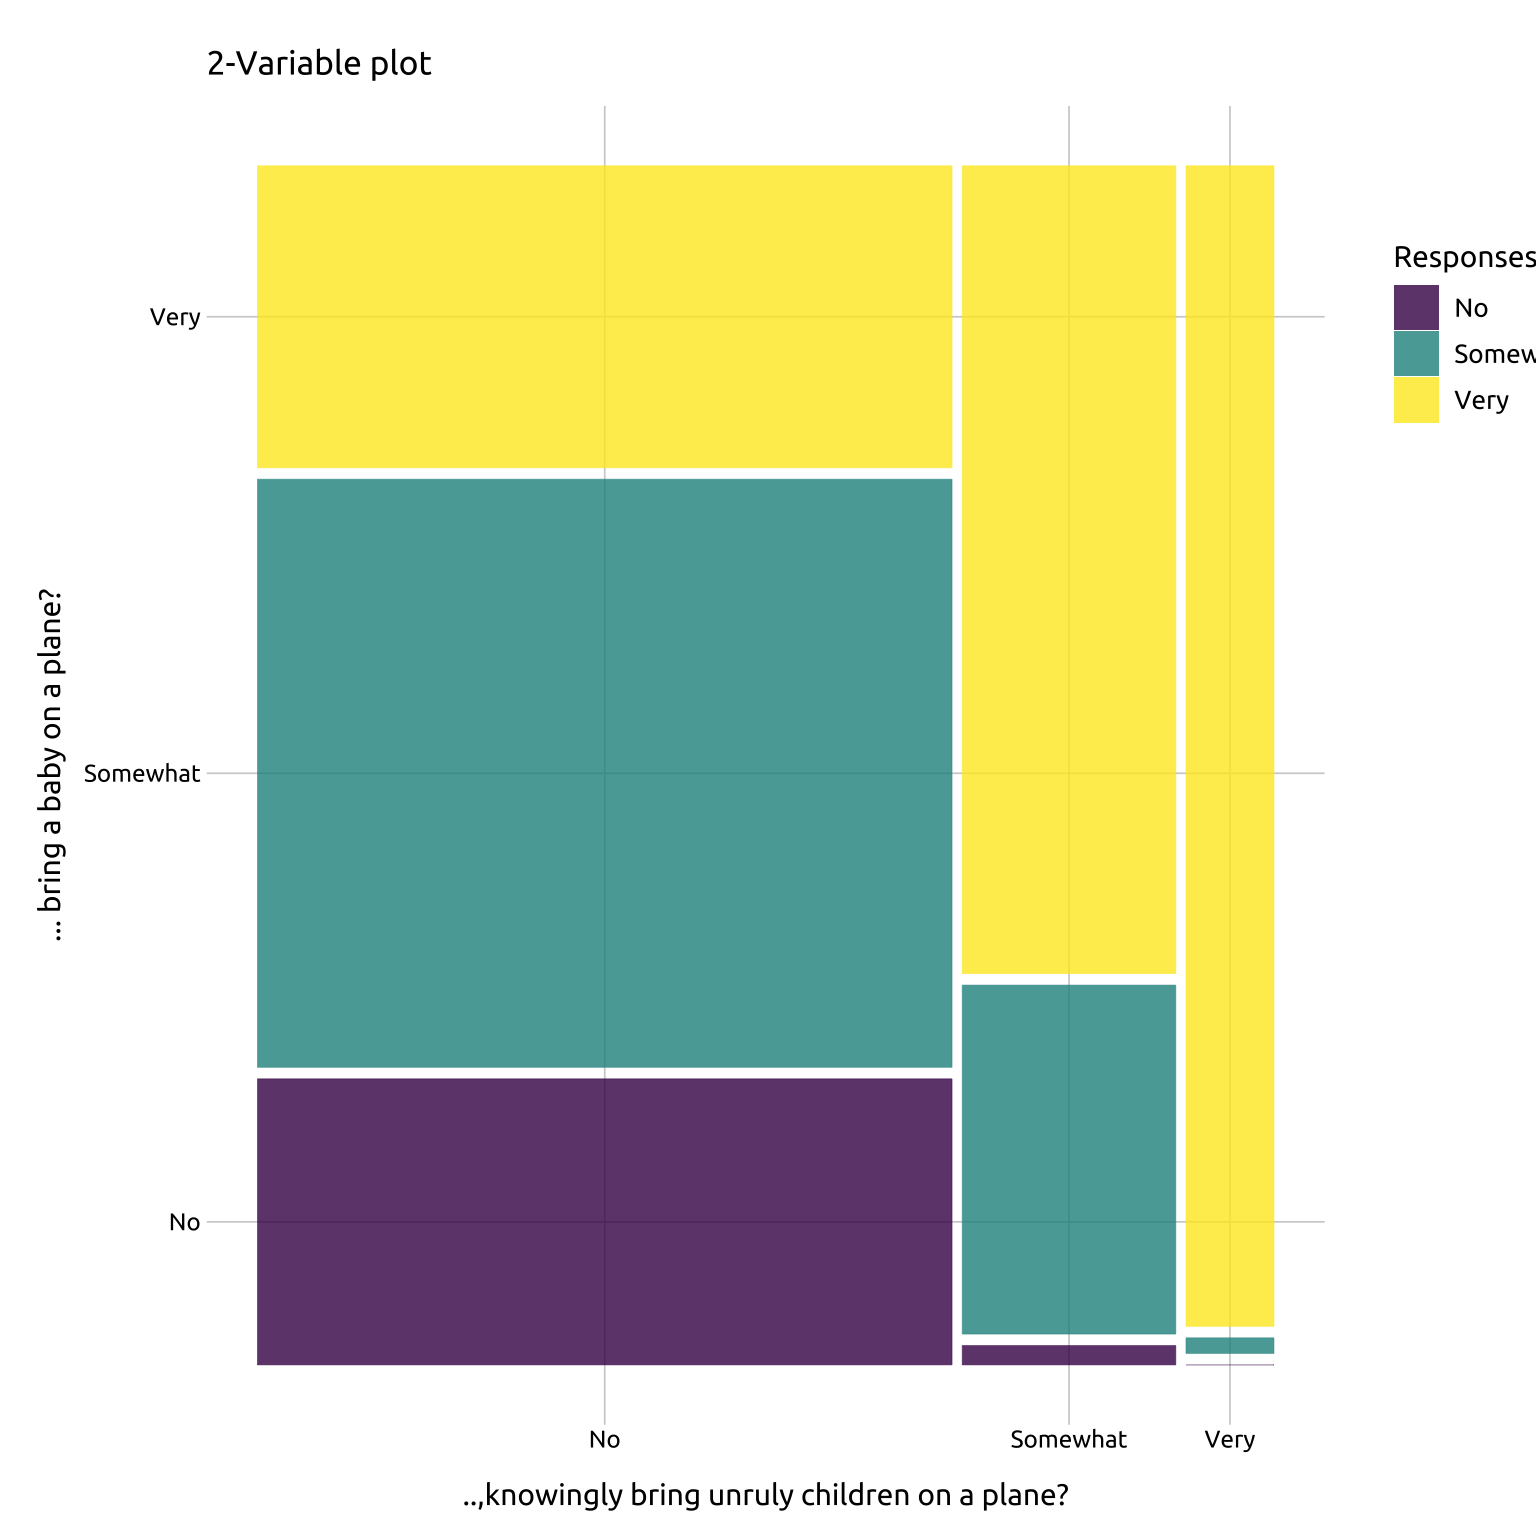 2-Variable plot
Responses
No
Somew
Very
Very
Somewhat
No
... bring a baby on a plane?
No
Somewhat
Very
..,knowingly bring unruly children on a plane?